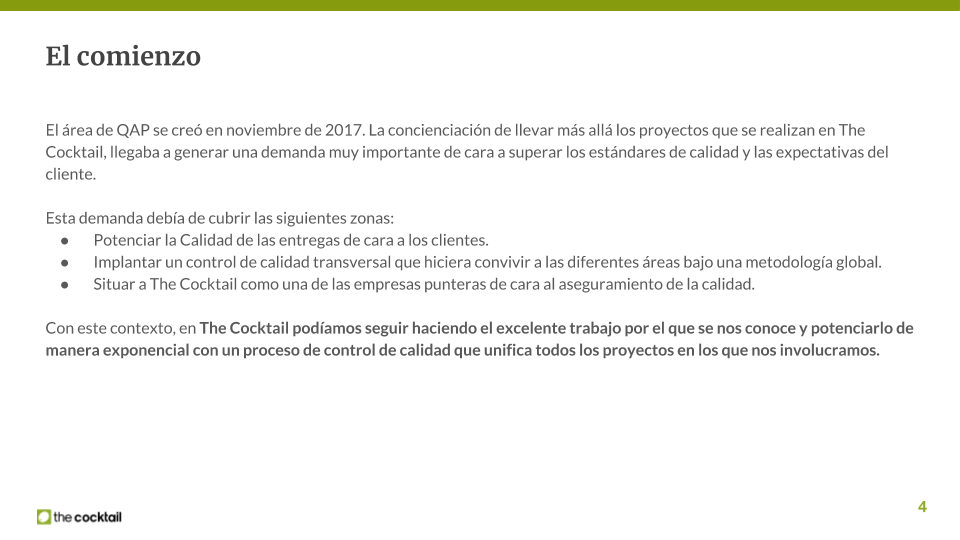 El comienzo
El área de QAP se creó en noviembre de 2017. La concienciación de llevar más allá los proyectos que se realizan en The
Cocktail, llegaba a generar una demanda muy importante de cara a superar los estándares de calidad y las expectativas del
cliente.
Esta demanda debía de cubrir las siguientes zonas:
● Potenciar la Calidad de las entregas de cara a los clientes.
● Implantar un control de calidad transversal que hiciera convivir a las diferentes áreas bajo una metodología global.
● Situar a The Cocktail como una de las empresas punteras de cara al aseguramiento de la calidad.
Con este contexto, en The Cocktail podíamos seguir haciendo el excelente trabajo por el que se nos conoce y potenciarlo de
manera exponencial con un proceso de control de calidad que unifica todos los proyectos en los que nos involucramos.
the cocktail
4